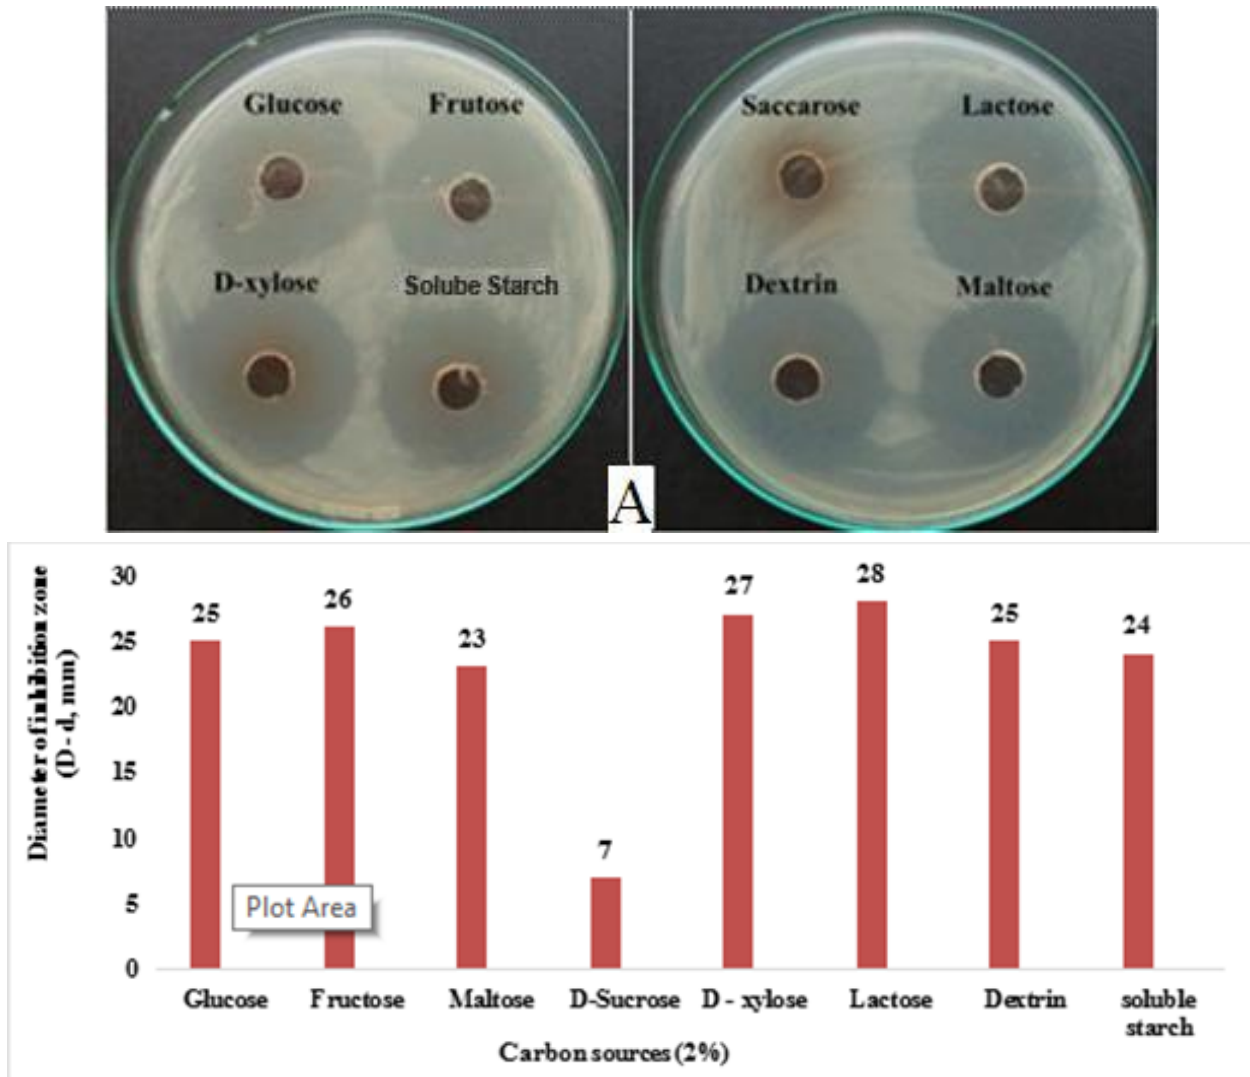 Glucose Frutose
D-xylose Solube Starch
Saccarose Lactose
Dextrin Maltose
A
Diameter of inhibition zone
(D - d, mm)
30
25
20
15
10
5
0
25 26 23 7 27 28 25 24
Plot Area
Glucose Fructose Maltose D-Sucrose D - xylose Lactose Dextrin soluble
starch
Carbon sources (2%)